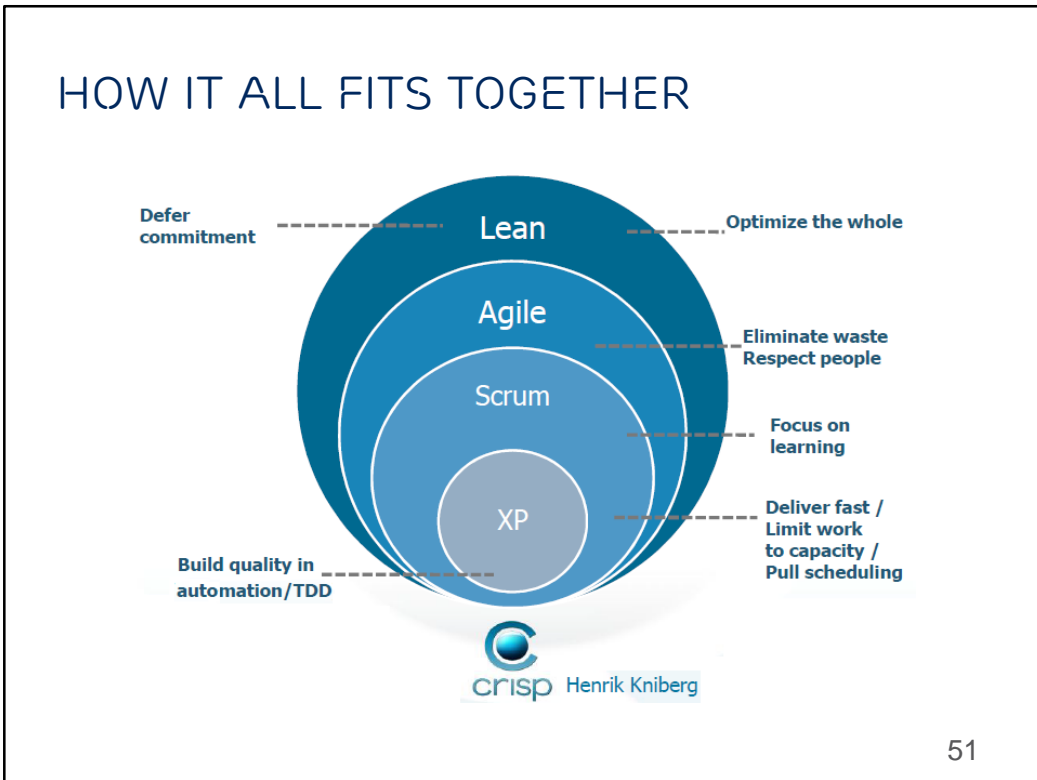 HOW IT ALL FITS TOGETHER
Defer
commitment
Lean
Optimize the whole
Agile
Eliminate waste
Respect people
Scrum
Focus on
learning
XP
Deliver fast /
Limit work
to capacity /
Pull scheduling
Build quality in
automation/TDD
crisp Henrik Kniberg
51